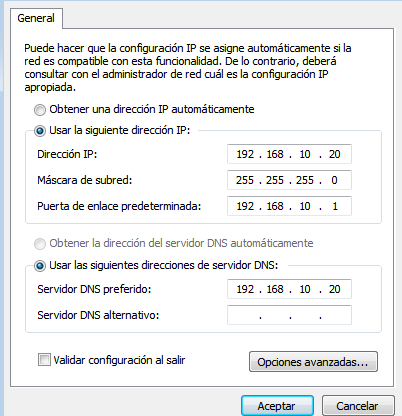 General
Puede hacer que la configuración IP se asigne automáticamente si la
red es compatible con esta funcionalidad. De lo contrario, deberá
consultar con el administrador de red cuál es la configuración IP
apropiada.
Obtener una dirección IP automáticamente
Usar la siguiente dirección IP:
Dirección IP: 192 . 168 . 10 . 20
Máscara de subred: 255 . 255 . 255 . 0
Puerta de enlace predeterminada: 192 . 168 . 10 . 1
Obtener la dirección del servidor DNS automáticamente
Usar las siguientes direcciones de servidor DNS:
Servidor DNS preferido: 192 . 168 . 10 . 20
Servidor DNS alternativo: . . .
Validar configuración al salir
Opciones avanzadas...
Aceptar Cancelar